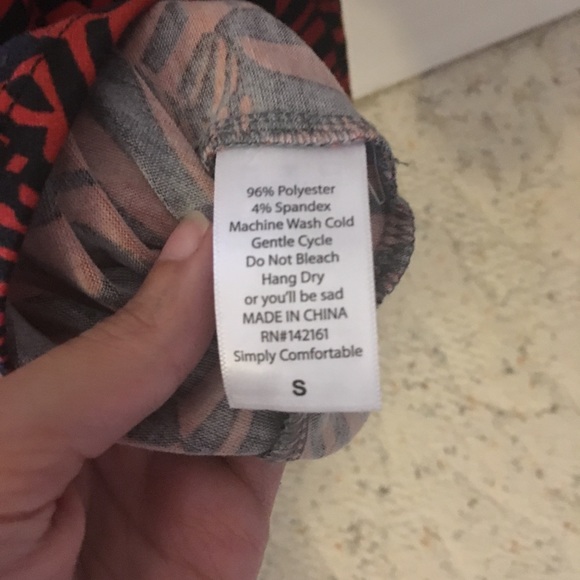 96% Polyester
4% Spandex
Machine Wash Cold
Gentle Cycle
Do Not Bleach
Hang Dry
or you'll be sad
MADE IN CHINA
RN#142161
Simply Comfortable
S